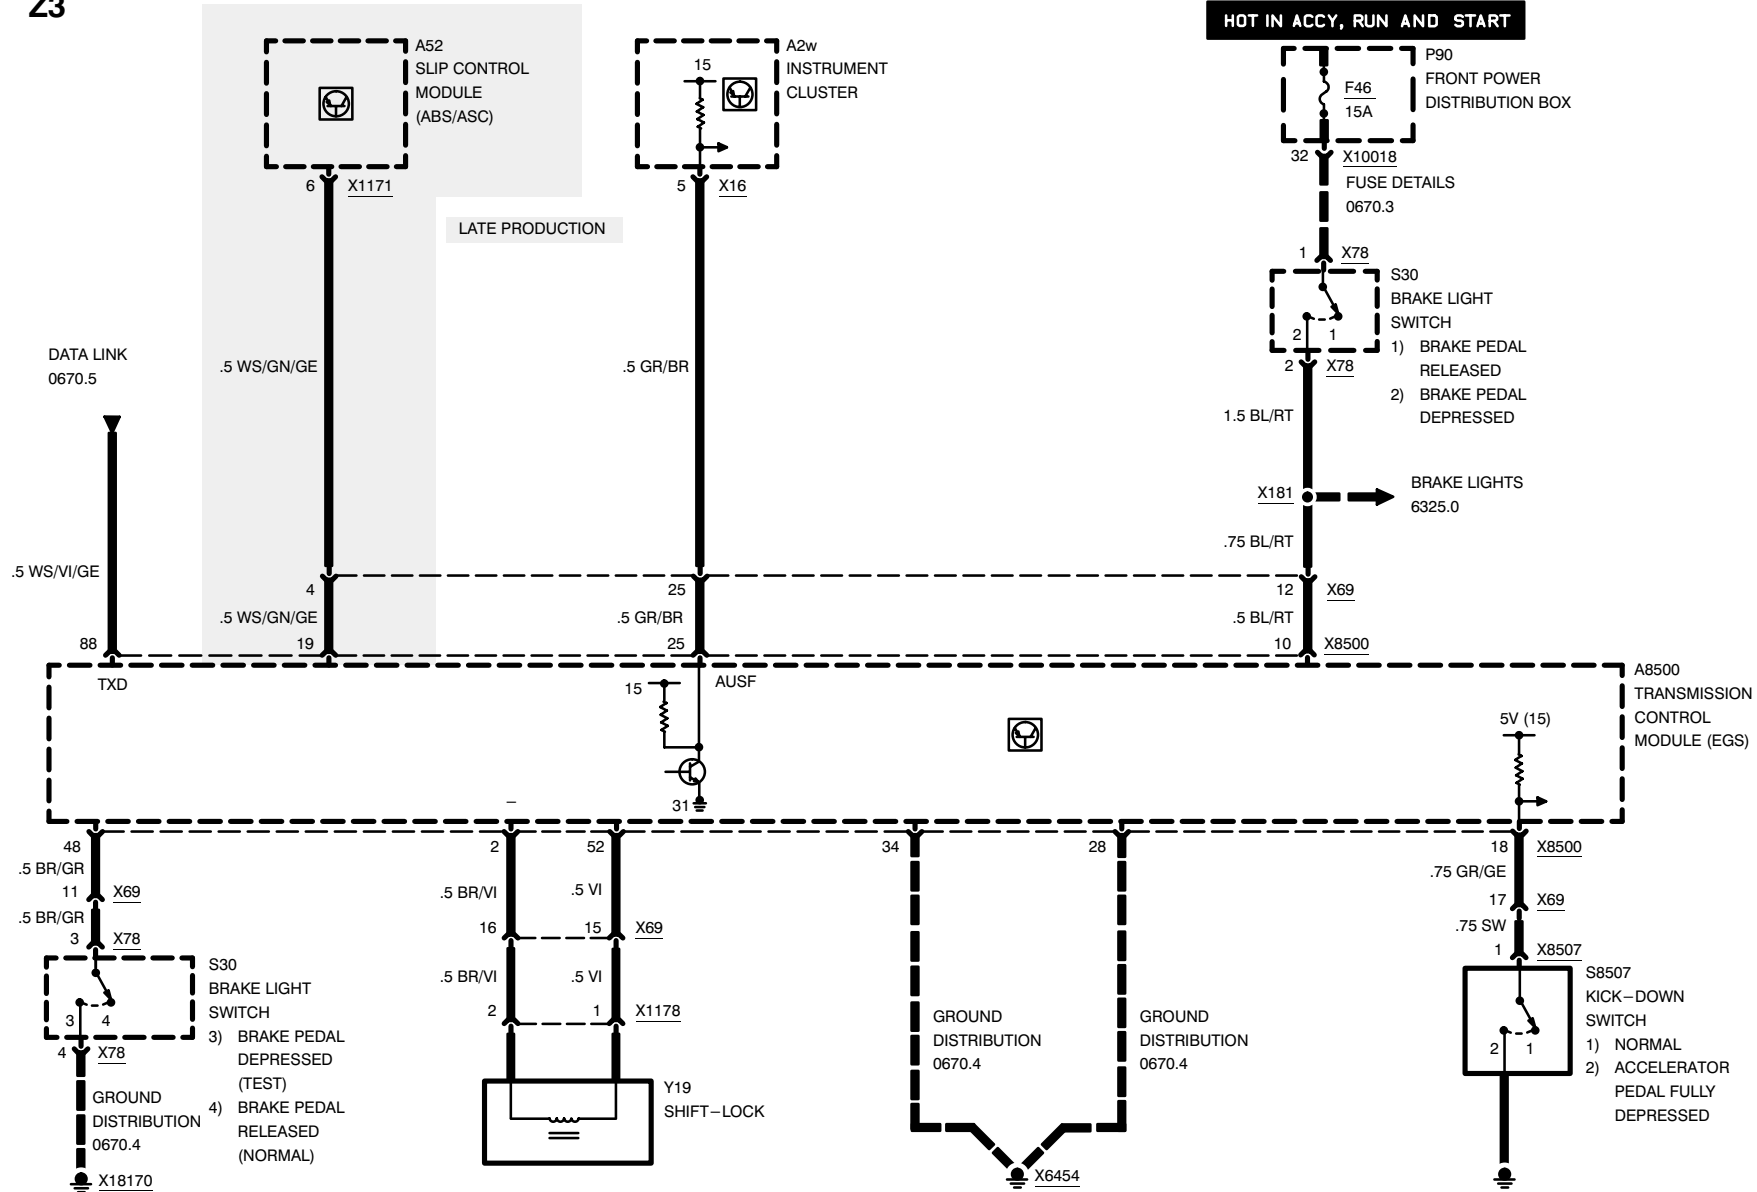 Z3
HOT IN ACCY, RUN AND START
A52
SLIP CONTROL
MODULE
(ABS/ASC)
6 X1171
LATE PRODUCTION
A2w
INSTRUMENT
CLUSTER
15
5 X16
P90
FRONT POWER
DISTRIBUTION BOX
F46
15A
32 X10018
FUSE DETAILS
0670.3
1 X78
S30
BRAKE LIGHT
SWITCH
1) BRAKE PEDAL
RELEASED
2) BRAKE PEDAL
DEPRESSED
2 1
2 X78
DATA LINK
0670.5
.5 WS/GN/GE
.5 GR/BR
1.5 BL/RT
X181
BRAKE LIGHTS
6325.0
.75 BL/RT
.5 WS/VI/GE
4
25
12 X69
.5 WS/GN/GE
.5 GR/BR
.5 BL/RT
88
19
25
10 X8500
TXD
15
AUSF
31
5V (15)
A8500
TRANSMISSION
CONTROL
MODULE (EGS)
–
48
2
52
34
28
18 X8500
.5 BR/GR
11 X69
.5 BR/GR
3 X78
S30
BRAKE LIGHT
SWITCH
3) BRAKE PEDAL
DEPRESSED
(TEST)
4) BRAKE PEDAL
RELEASED
(NORMAL)
3 4
4 X78
GROUND
DISTRIBUTION
0670.4
X18170
.5 BR/VI
.5 VI
16
15 X69
.5 BR/VI
.5 VI
2
1 X1178
Y19
SHIFT–LOCK
GROUND
DISTRIBUTION
0670.4
GROUND
DISTRIBUTION
0670.4
X6454
.75 GR/GE
17 X69
.75 SW
1 X8507
S8507
KICK–DOWN
SWITCH
1) NORMAL
2) ACCELERATOR
PEDAL FULLY
DEPRESSED
2 1